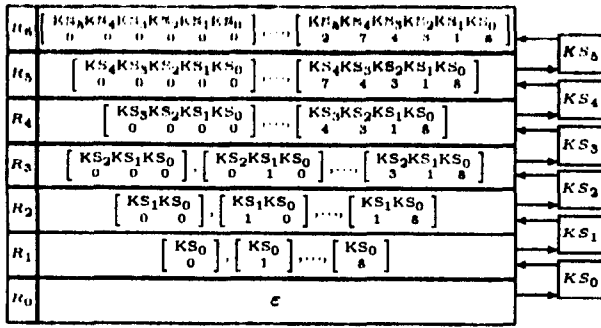 R6 [ KS5KS4KS3KS2KS1KS0 ] ,..., [ KS5KS4KS3KS2KS1KS0 ]
0 0 0 0 0 0 2 7 4 3 1 8
KS5
R5 [ KS4KS3KS2KS1KS0 ] ,..., [ KS4KS3KS2KS1KS0 ]
0 0 0 0 0 7 4 3 1 8
KS4
R4 [ KS3KS2KS1KS0 ] ,..., [ KS3KS2KS1KS0 ]
0 0 0 0 4 3 1 8
KS3
R3 [ KS2KS1KS0 ] , [ KS2KS1KS0 ] ,..., [ KS2KS1KS0 ]
0 0 0 0 1 0 3 1 8
KS2
R2 [ KS1KS0 ] , [ KS1KS0 ] ,..., [ KS1KS0 ]
0 0 1 0 1 8
KS1
R1 [ KS0 ] , [ KS0 ] ,..., [ KS0 ]
0 1 8
KS0
R0 ε